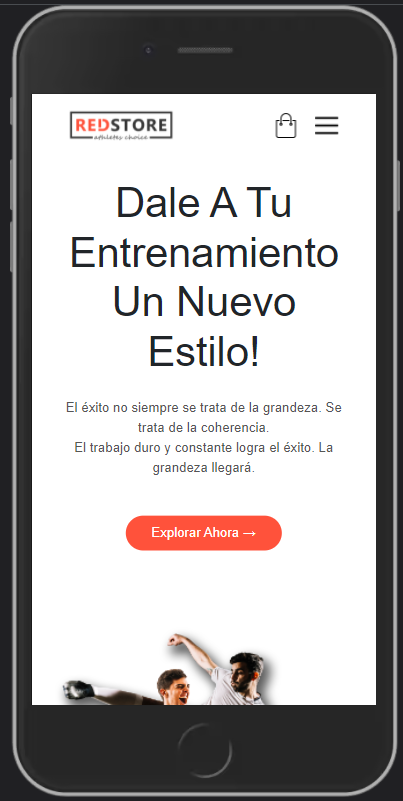 REDSTORE
athletes choice
Dale A Tu
Entrenamiento
Un Nuevo
Estilo!
El éxito no siempre se trata de la grandeza. Se
trata de la coherencia.
El trabajo duro y constante logra el éxito. La
grandeza llegará.
Explorar Ahora →